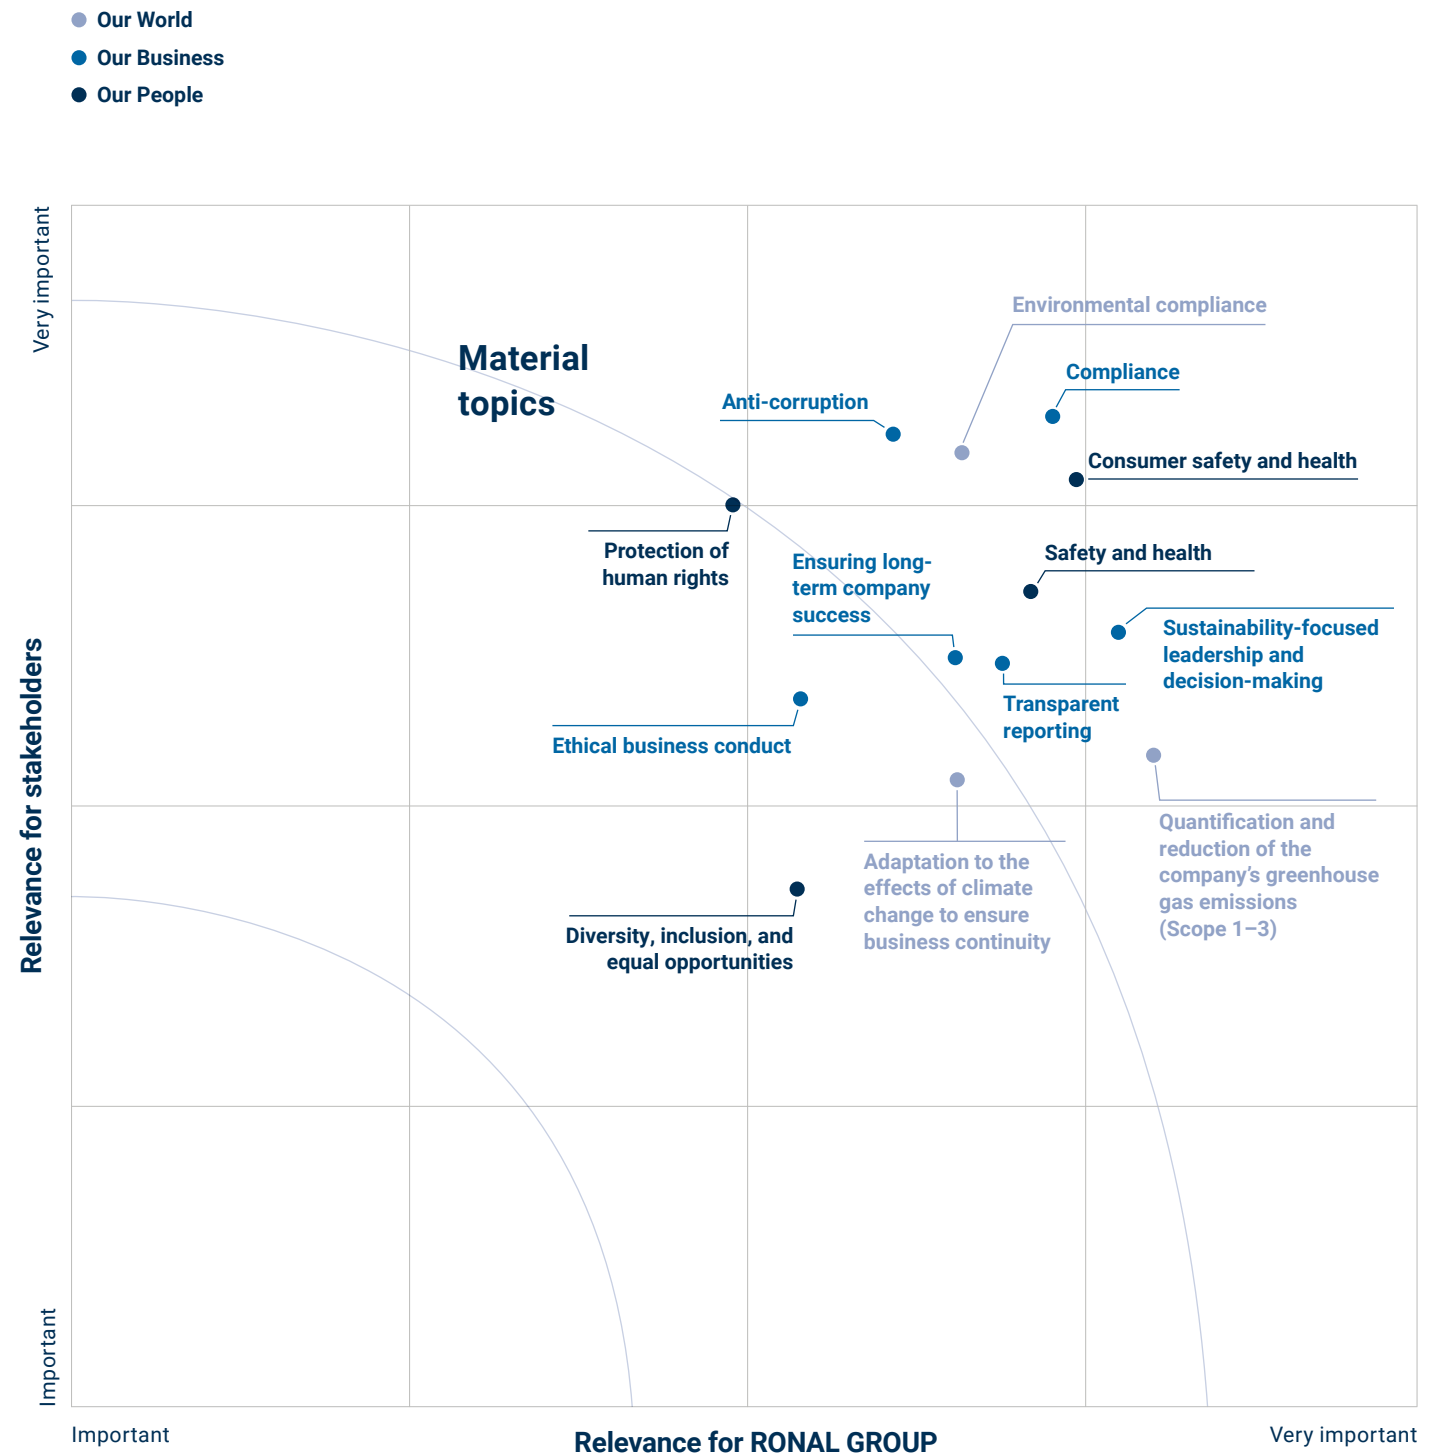 Our World
Our Business
Our People
Very important
Environmental compliance
Material
topics
Compliance
Anti-corruption
Consumer safety and health
Protection of
human rights
Ensuring long-
term company
success
Safety and health
Sustainability-focused
leadership and
decision-making
Transparent
reporting
Ethical business conduct
Relevance for stakeholders
Quantification and
reduction of the
company’s greenhouse
gas emissions
(Scope 1–3)
Adaptation to the
effects of climate
change to ensure
business continuity
Diversity, inclusion, and
equal opportunities
Important
Important
Relevance for RONAL GROUP
Very important